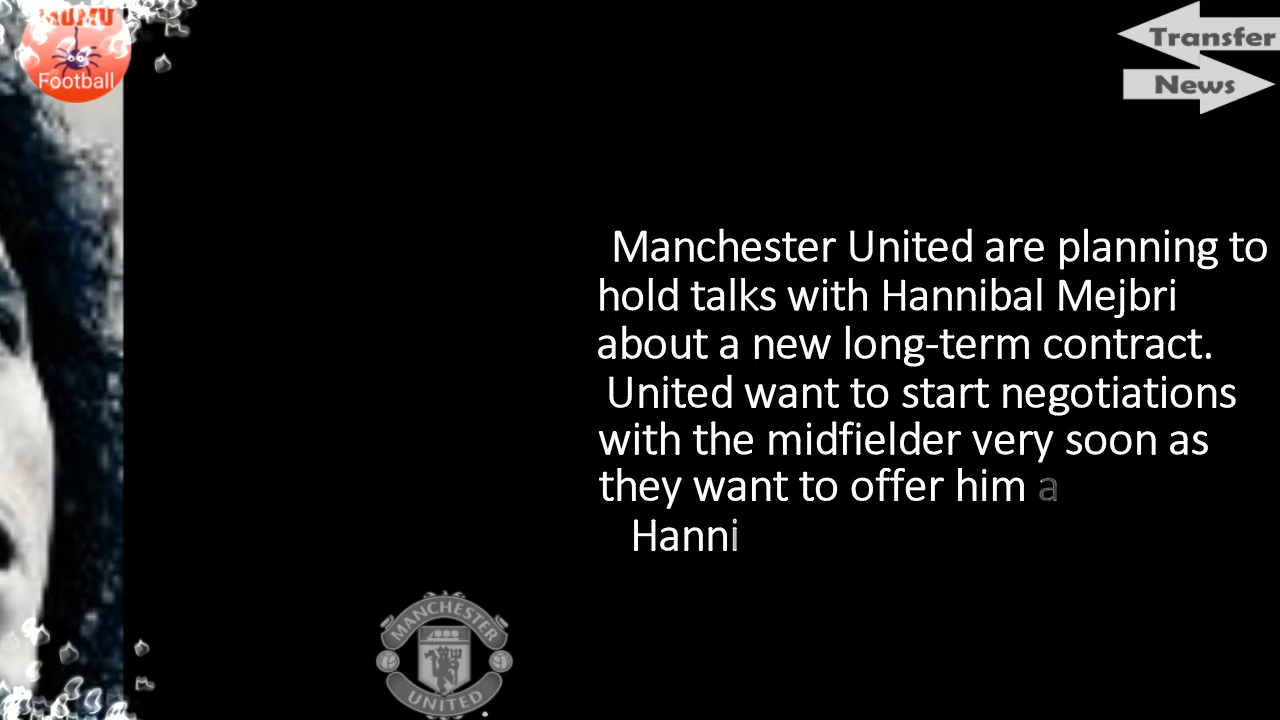 Football
Transfer
News
Manchester United are planning to
hold talks with Hannibal Mejbri
about a new long-term contract.
United want to start negotiations
with the midfielder very soon as
they want to offer him a
Hanni
MANCHESTER
UNITED